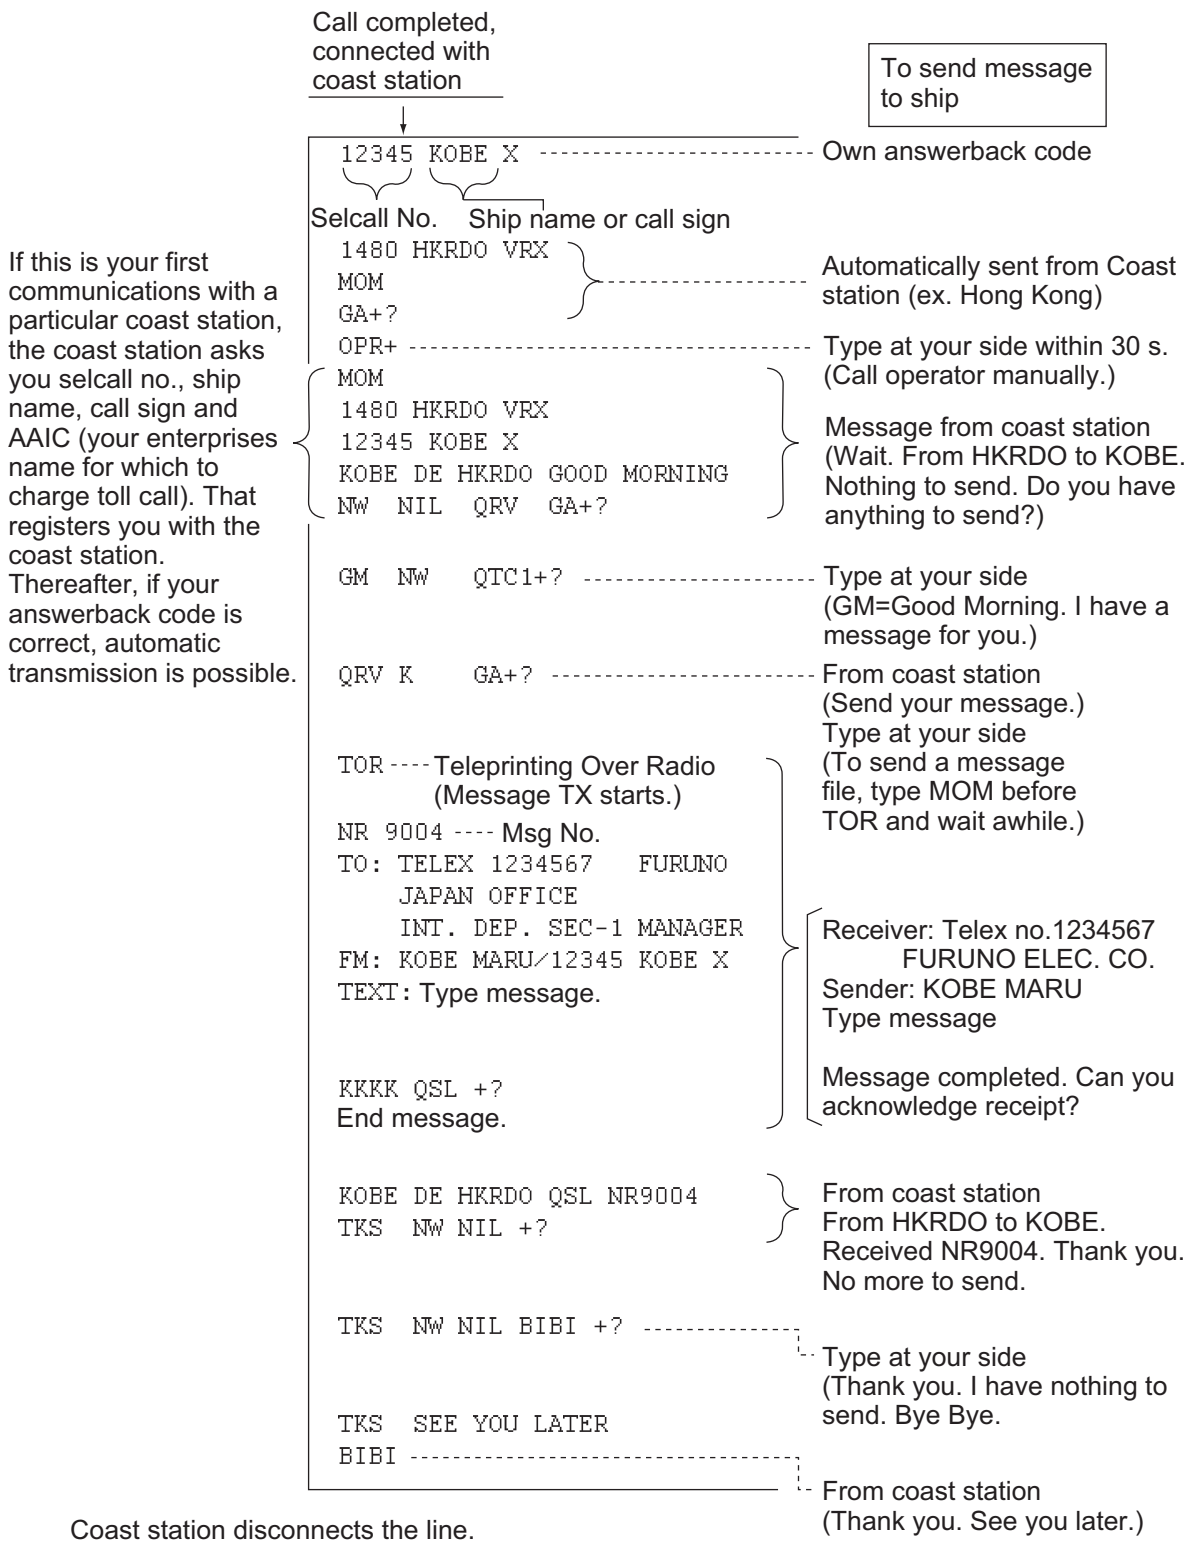 Call completed,
connected with
coast station
To send message
to ship
12345 KOBE X
Own answerback code
Selcall No.
Ship name or call sign
If this is your first
communications with a
particular coast station,
the coast station asks
you selcall no., ship
name, call sign and
AAIC (your enterprises
name for which to
charge toll call). That
registers you with the
coast station.
Thereafter, if your
answerback code is
correct, automatic
transmission is possible.
1480 HKRDO VRX
MOM
GA+?
Automatically sent from Coast
station (ex. Hong Kong)
OPR+
Type at your side within 30 s.
(Call operator manually.)
MOM
1480 HKRDO VRX
12345 KOBE X
KOBE DE HKRDO GOOD MORNING
NW NIL QRV GA+?
Message from coast station
(Wait. From HKRDO to KOBE.
Nothing to send. Do you have
anything to send?)
GM NW QTC1+?
Type at your side
(GM=Good Morning. I have a
message for you.)
QRV K GA+?
From coast station
(Send your message.)
Type at your side
(To send a message
file, type MOM before
TOR and wait awhile.)
TOR ---- Teleprinting Over Radio
(Message TX starts.)
NR 9004 ---- Msg No.
TO: TELEX 1234567 FURUNO
JAPAN OFFICE
INT. DEP. SEC-1 MANAGER
FM: KOBE MARU/12345 KOBE X
TEXT: Type message.
KKKK QSL +?
End message.
Receiver: Telex no.1234567
FURUNO ELEC. CO.
Sender: KOBE MARU
Type message
Message completed. Can you
acknowledge receipt?
KOBE DE HKRDO QSL NR9004
TKS NW NIL +?
From coast station
From HKRDO to KOBE.
Received NR9004. Thank you.
No more to send.
TKS NW NIL BIBI +?
Type at your side
(Thank you. I have nothing to
send. Bye Bye.
TKS SEE YOU LATER
BIBI
From coast station
(Thank you. See you later.)
Coast station disconnects the line.